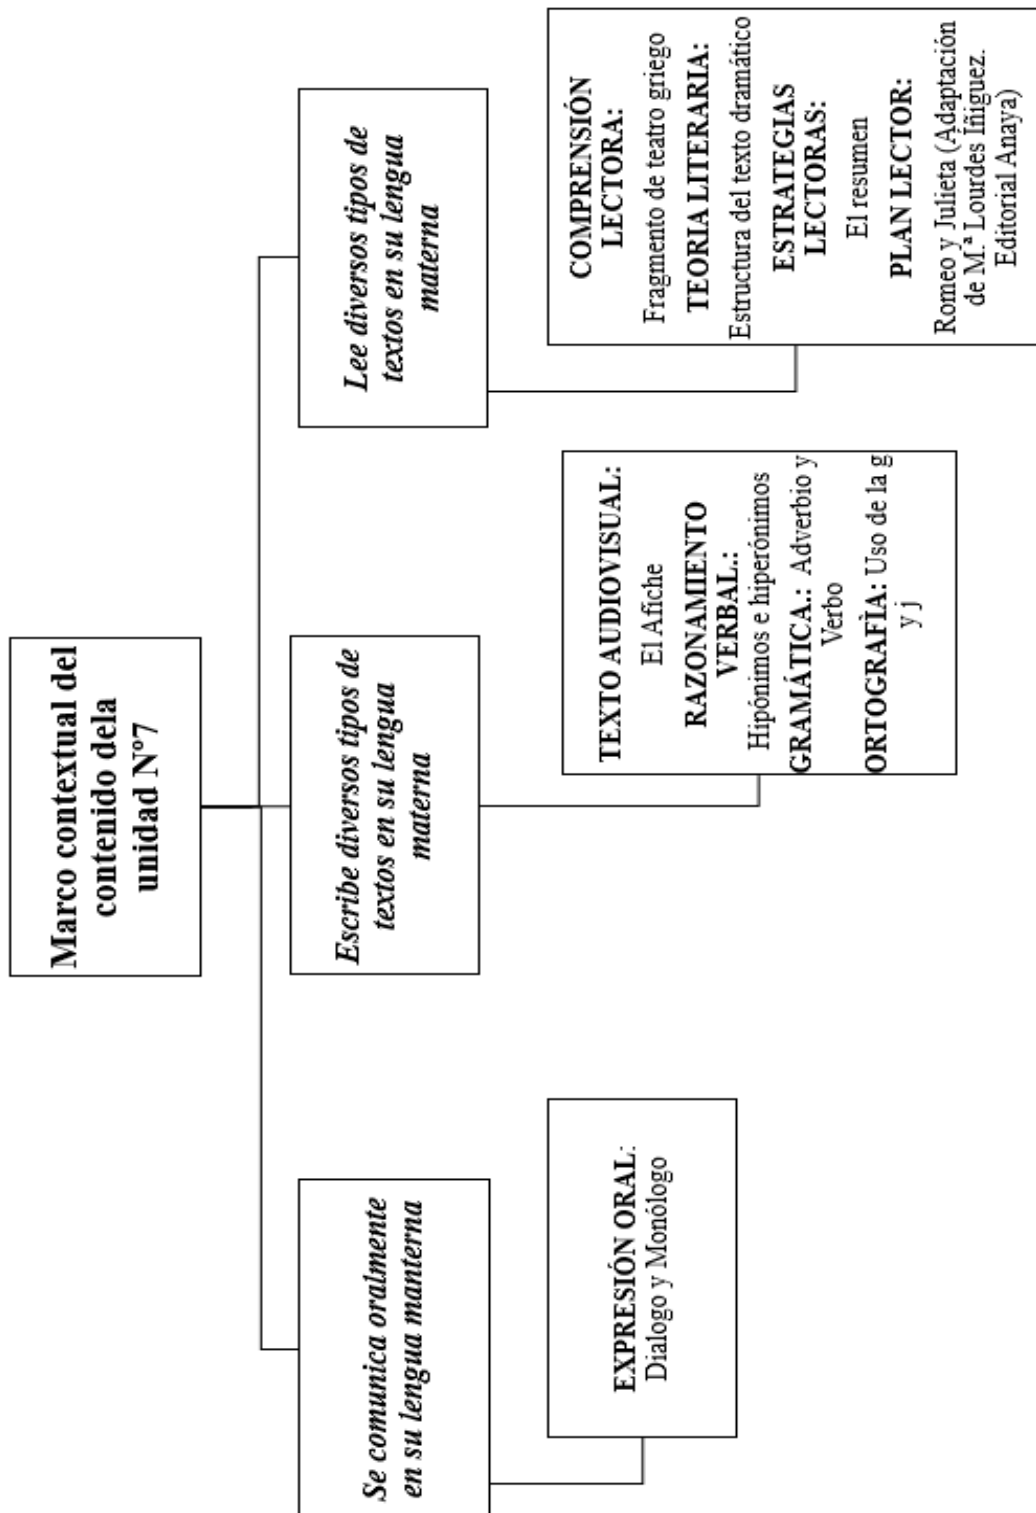 Marco contextual del
contenido dela
unidad N°7
Se comunica oralmente
en su lengua manterna
Escribe diversos tipos de
textos en su lengua
materna
Lee diversos tipos de
textos en su lengua
materna
EXPRESIÓN ORAL:
Dialogo y Monólogo
TEXTO AUDIOVISUAL:
El Afiche
RAZONAMIENTO
VERBAL.:
Hipónimos e hiperónimos
GRAMÁTICA.: Adverbio y
Verbo
ORTOGRAFÌA: Uso de la g
y j
COMPRENSIÓN
LECTORA:
Fragmento de teatro griego
TEORIA LITERARIA:
Estructura del texto dramático
ESTRATEGIAS
LECTORAS:
El resumen
PLAN LECTOR:
Romeo y Julieta (Adaptación
de M.ª Lourdes Íñiguez.
Editorial Anaya)